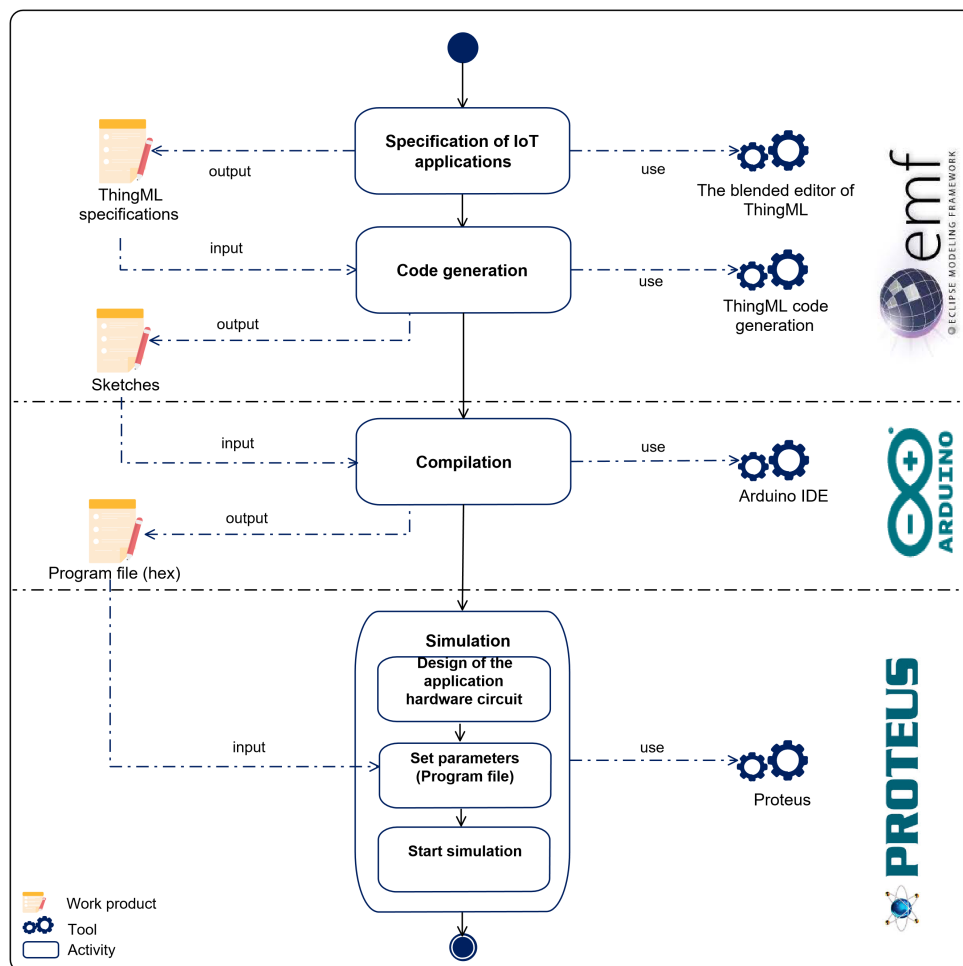 Specification of IoT
applications
output
use
ThingML
specifications
The blended editor of
ThingML
input
Code generation
use
ThingML code
generation
output
Sketches
emf
©ECLIPSE MODELING FRAMEWORK
input
Compilation
use
Arduino IDE
output
Program file (hex)
ARDUINO
Simulation
Design of the
application
hardware circuit
input
Set parameters
(Program file)
use
Proteus
Start simulation
PROTEUS
Work product
Tool
Activity